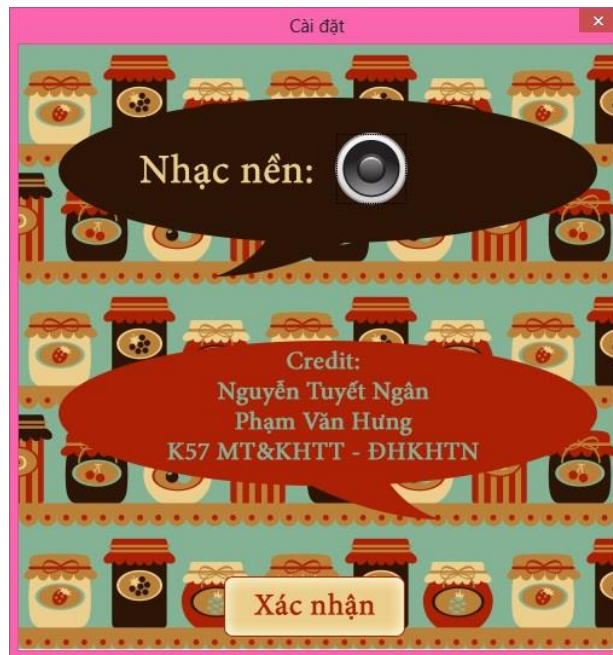 Cài đặt
Nhạc nền:
Credit:
Nguyễn Tuyết Ngân
Phạm Văn Hưng
K57 MT&KHTT - ĐHKHTN
Xác nhận